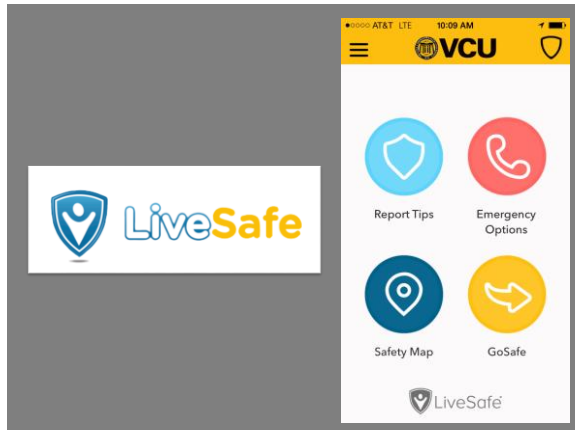 LiveSafe
AT&T LTE 10:09 AM
VCU
Report Tips
Emergency
Options
Safety Map
GoSafe
LiveSafe